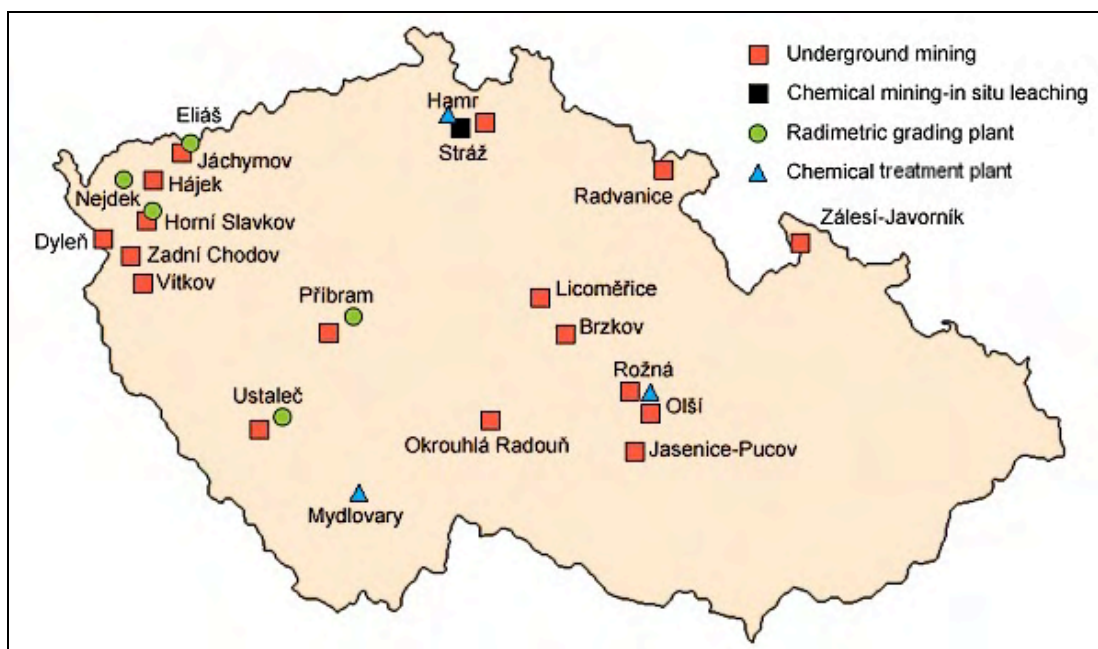 Underground mining
Chemical mining-in situ leaching
Radimetric grading plant
Chemical treatment plant
Hamr
Stráž
Eliáš
Jáchymov
Hájek
Nejdek
Horní Slavkov
Dyleň
Zadní Chodov
Vítkov
Radvanice
Zálesí-Javorník
Příbram
Licoměřice
Brzkov
Rožná
Olší
Ustaleč
Okrouhlá Radouň
Jasenice-Pucov
Mydlovary